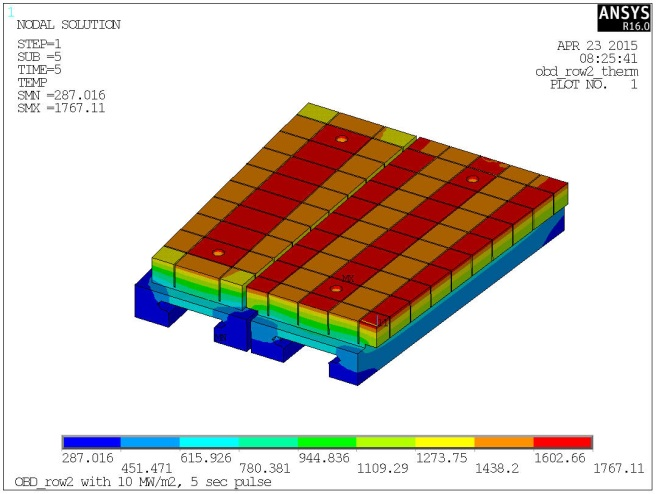 1
NODAL SOLUTION
STEP=1
SUB =5
TIME=5
TEMP
SMN =287.016
SMX =1767.11
ANSYS
R16.0
APR 23 2015
08:25:41
obd_row2_therm
PLOT NO. 1
MX
287.016 451.471 615.926 780.381 944.836 1109.29 1273.75 1438.2 1602.66 1767.11
OBD_row2 with 10 MW/m2, 5 sec pulse